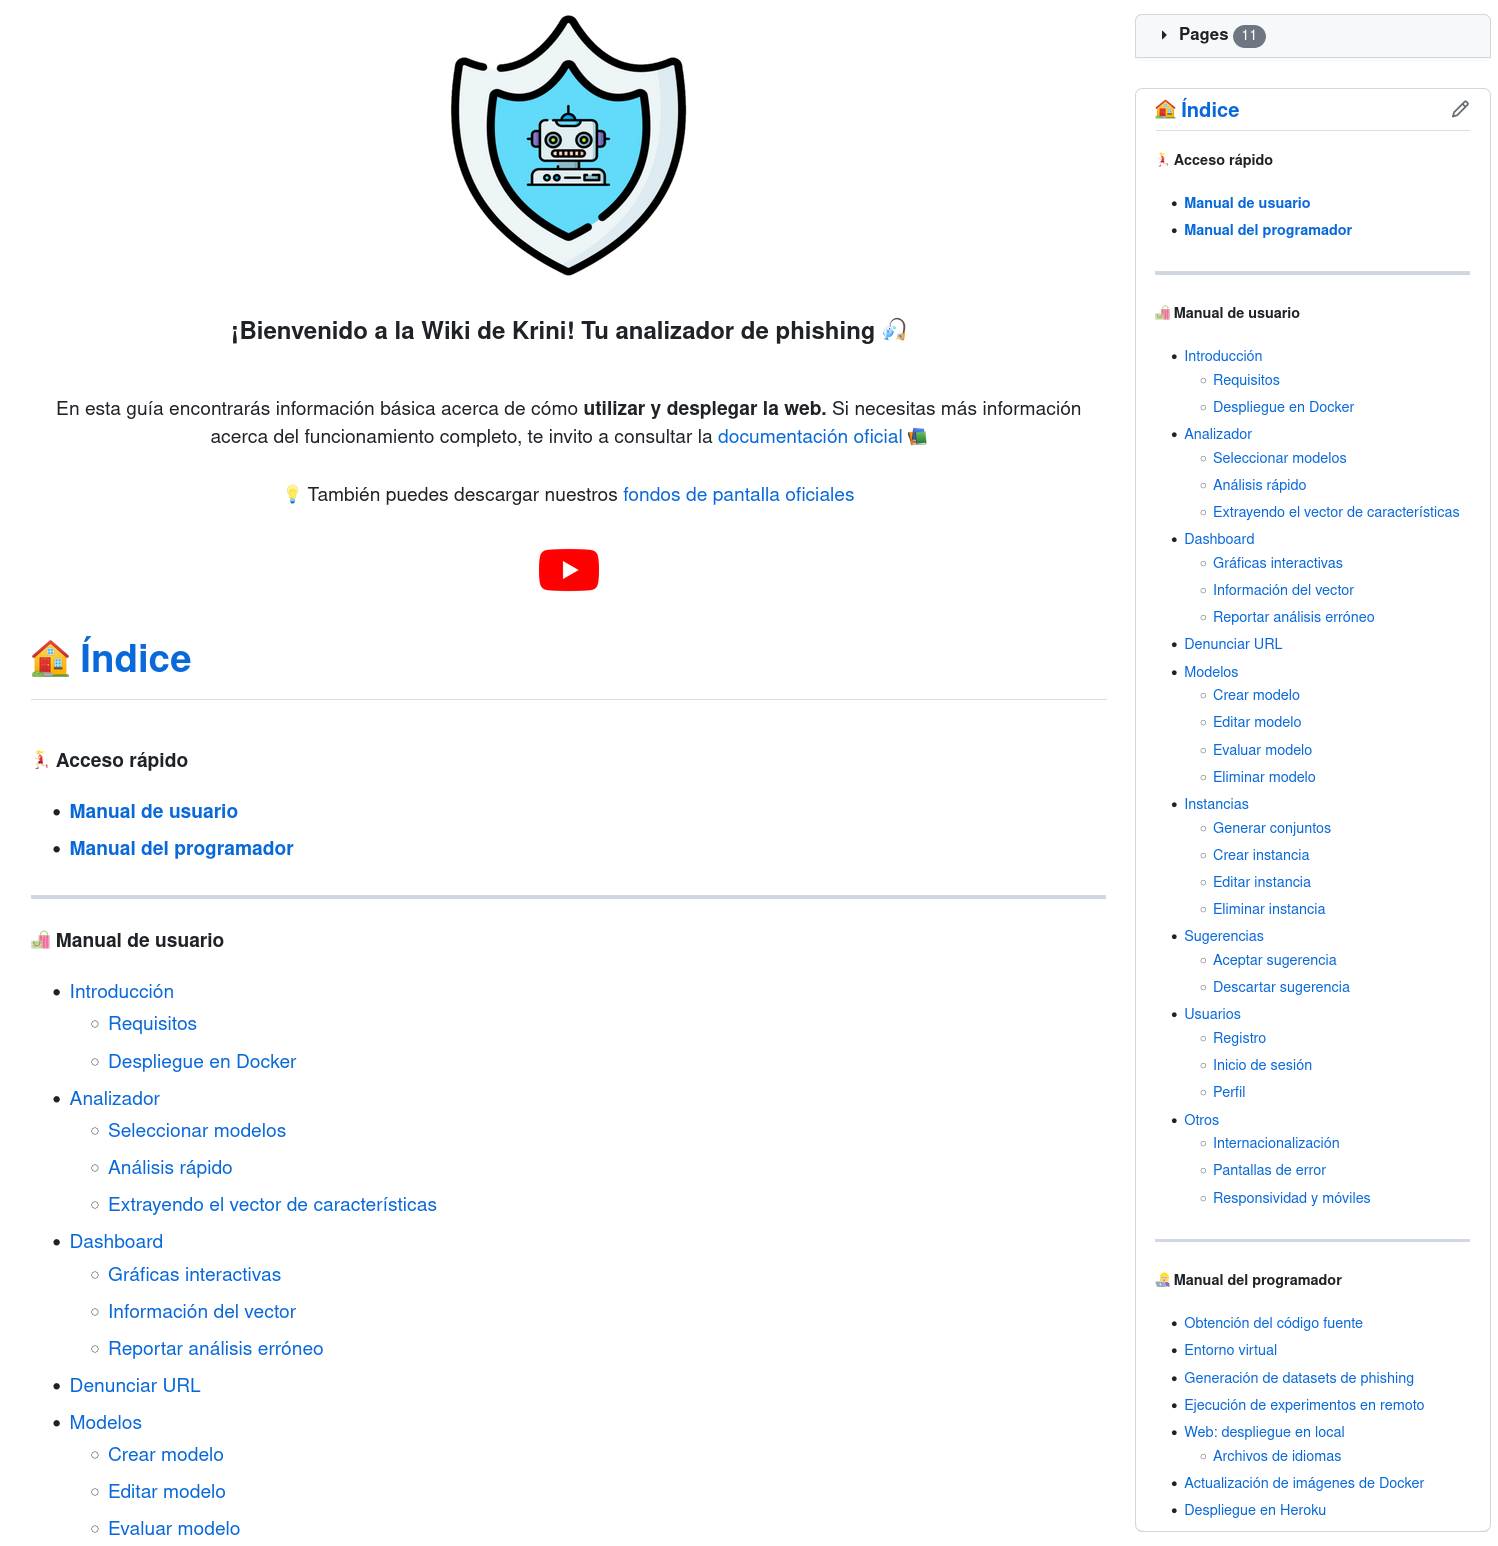 ¡Bienvenido a la Wiki de Krini! Tu analizador de phishing
En esta guía encontrarás información básica acerca de cómo utilizar y desplegar la web. Si necesitas más información
acerca del funcionamiento completo, te invito a consultar la documentación oficial
También puedes descargar nuestros fondos de pantalla oficiales
Índice
Acceso rápido
Manual de usuario
Manual del programador
Manual de usuario
Introducción
Requisitos
Despliegue en Docker
Analizador
Seleccionar modelos
Análisis rápido
Extrayendo el vector de características
Dashboard
Gráficas interactivas
Información del vector
Reportar análisis erróneo
Denunciar URL
Modelos
Crear modelo
Editar modelo
Evaluar modelo
Pages 11
Índice
Acceso rápido
Manual de usuario
Manual del programador
Manual de usuario
Introducción
Requisitos
Despliegue en Docker
Analizador
Seleccionar modelos
Análisis rápido
Extrayendo el vector de características
Dashboard
Gráficas interactivas
Información del vector
Reportar análisis erróneo
Denunciar URL
Modelos
Crear modelo
Editar modelo
Evaluar modelo
Eliminar modelo
Instancias
Generar conjuntos
Crear instancia
Editar instancia
Eliminar instancia
Sugerencias
Aceptar sugerencia
Descartar sugerencia
Usuarios
Registro
Inicio de sesión
Perfil
Otros
Internacionalización
Pantallas de error
Responsividad y móviles
Manual del programador
Obtención del código fuente
Entorno virtual
Generación de datasets de phishing
Ejecución de experimentos en remoto
Web: despliegue en local
Archivos de idiomas
Actualización de imágenes de Docker
Despliegue en Heroku